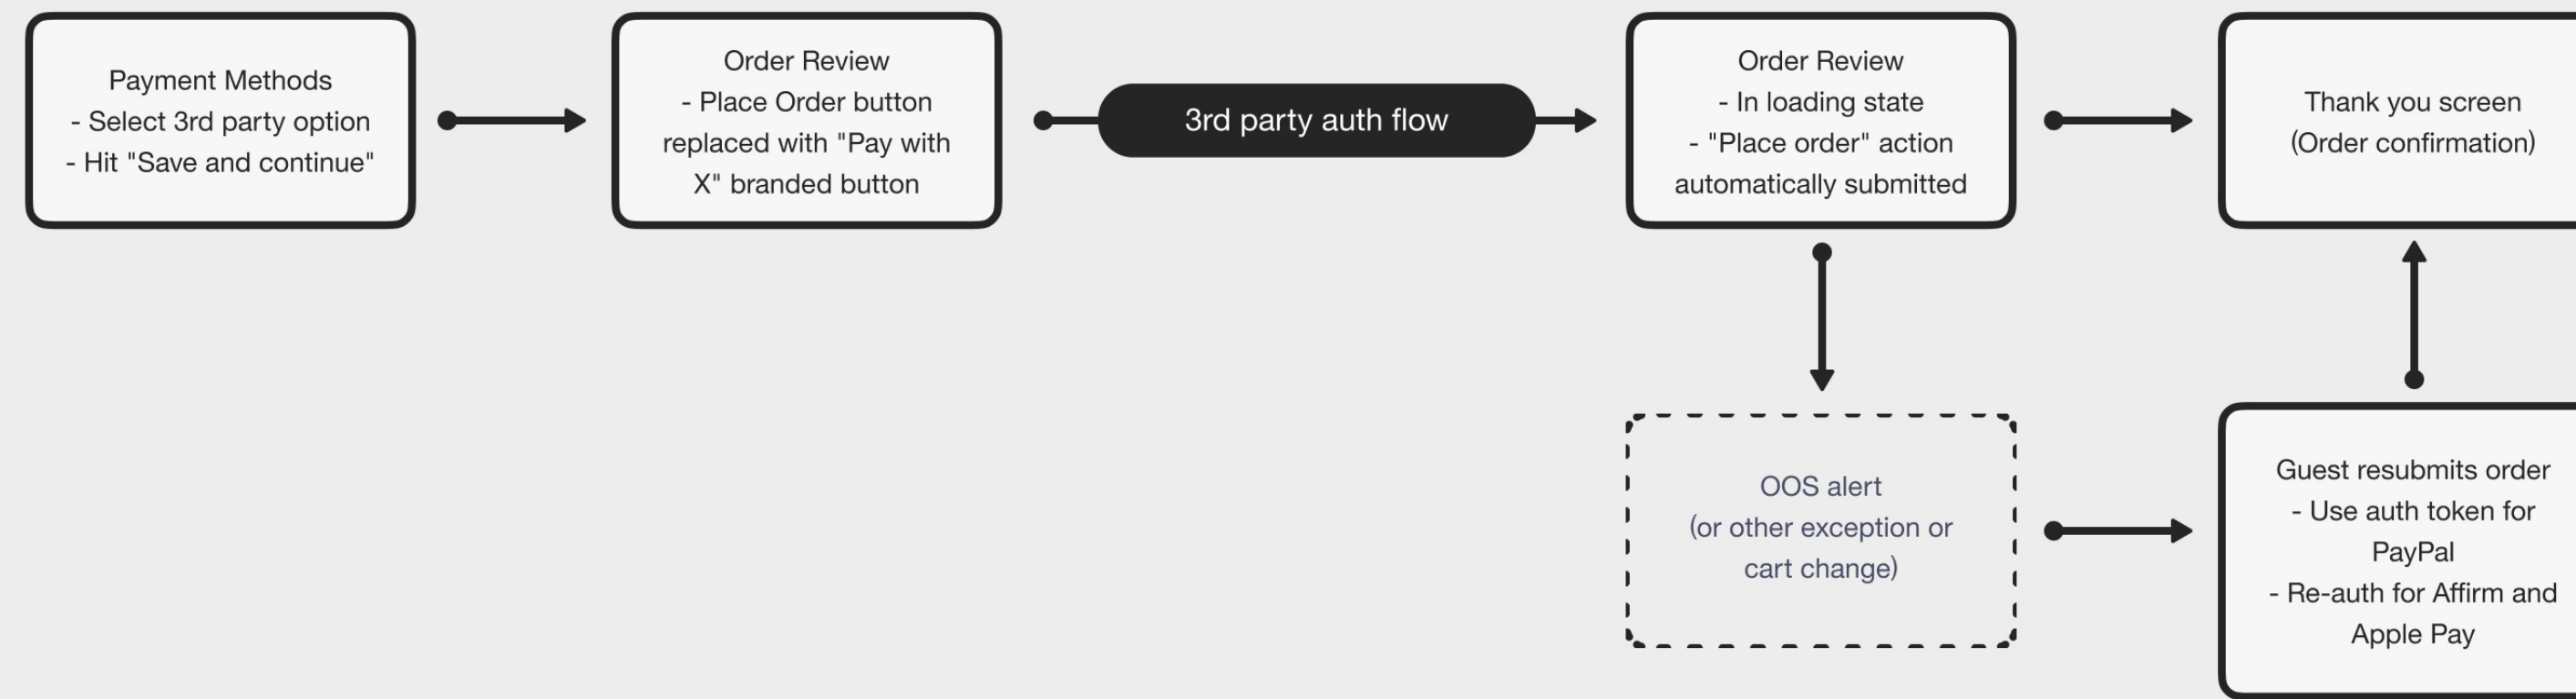 Payment Methods
- Select 3rd party option
- Hit "Save and continue"
Order Review
- Place Order button
replaced with "Pay with
X" branded button
3rd party auth flow
Order Review
- In loading state
- "Place order" action
automatically submitted
Thank you screen
(Order confirmation)
OOS alert
(or other exception or
cart change)
Guest resubmits order
- Use auth token for
PayPal
- Re-auth for Affirm and
Apple Pay